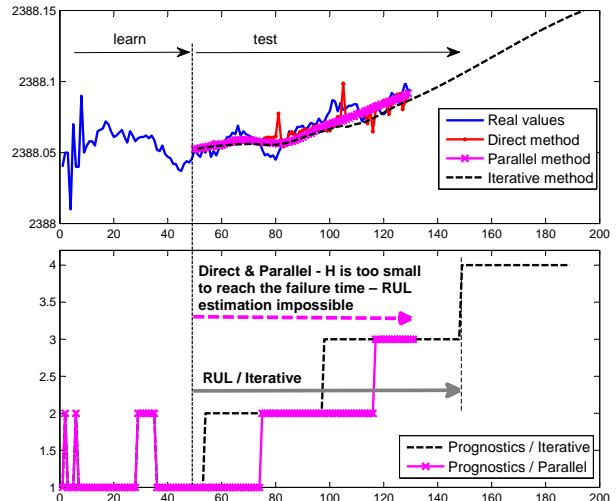 2388.15
learn
test
2388.1
2388.05
2388
Real values
Direct method
Parallel method
Iterative method
0 20 40 60 80 100 120 140 160 180 200
4
3.5
3
2.5
2
1.5
1
Direct & Parallel - H is too small
to reach the failure time – RUL
estimation impossible
RUL / Iterative
Prognostics / Iterative
Prognostics / Parallel
0 20 40 60 80 100 120 140 160 180 200